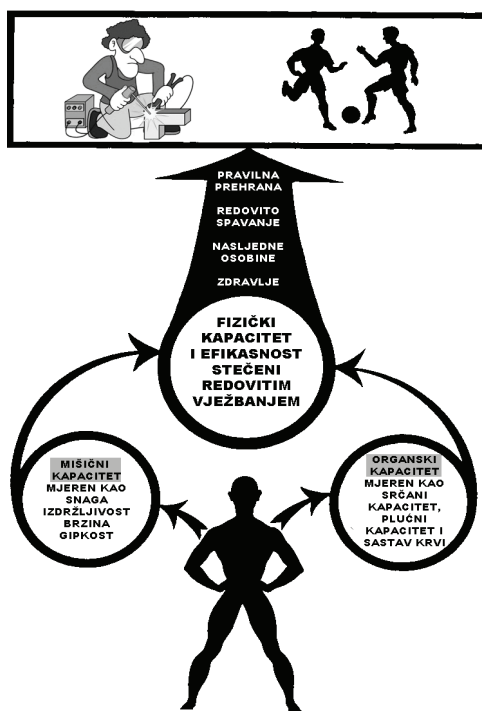 PRAVILNA
PREHRANA
REDOVITO
SPAVANJE
NASLJEDNE
OSOBINE
ZDRAVLJE
FIZIČKI
KAPACITET
I EFIKASNOST
STEČENI
REDOVITIM
VJEŽBANJEM
MIŠIĆNI
KAPACITET
MJEREN KAO
SNAGA
IZDRŽLJIVOST
BRZINA
GIPKOST
ORGANSKI
KAPACITET
MJEREN KAO
SRČANI
KAPACITET,
PLUĆNI
KAPACITET I
SASTAV KRVI